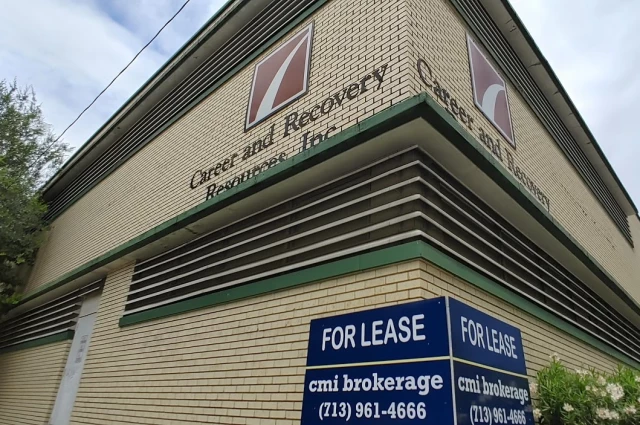 Career and Recovery
Resources, Inc.
Career
and Recovery
FOR LEASE
cmi brokerage
(713) 961-4666
FOR LEASE
cmi brokerage
(713) 961-4666